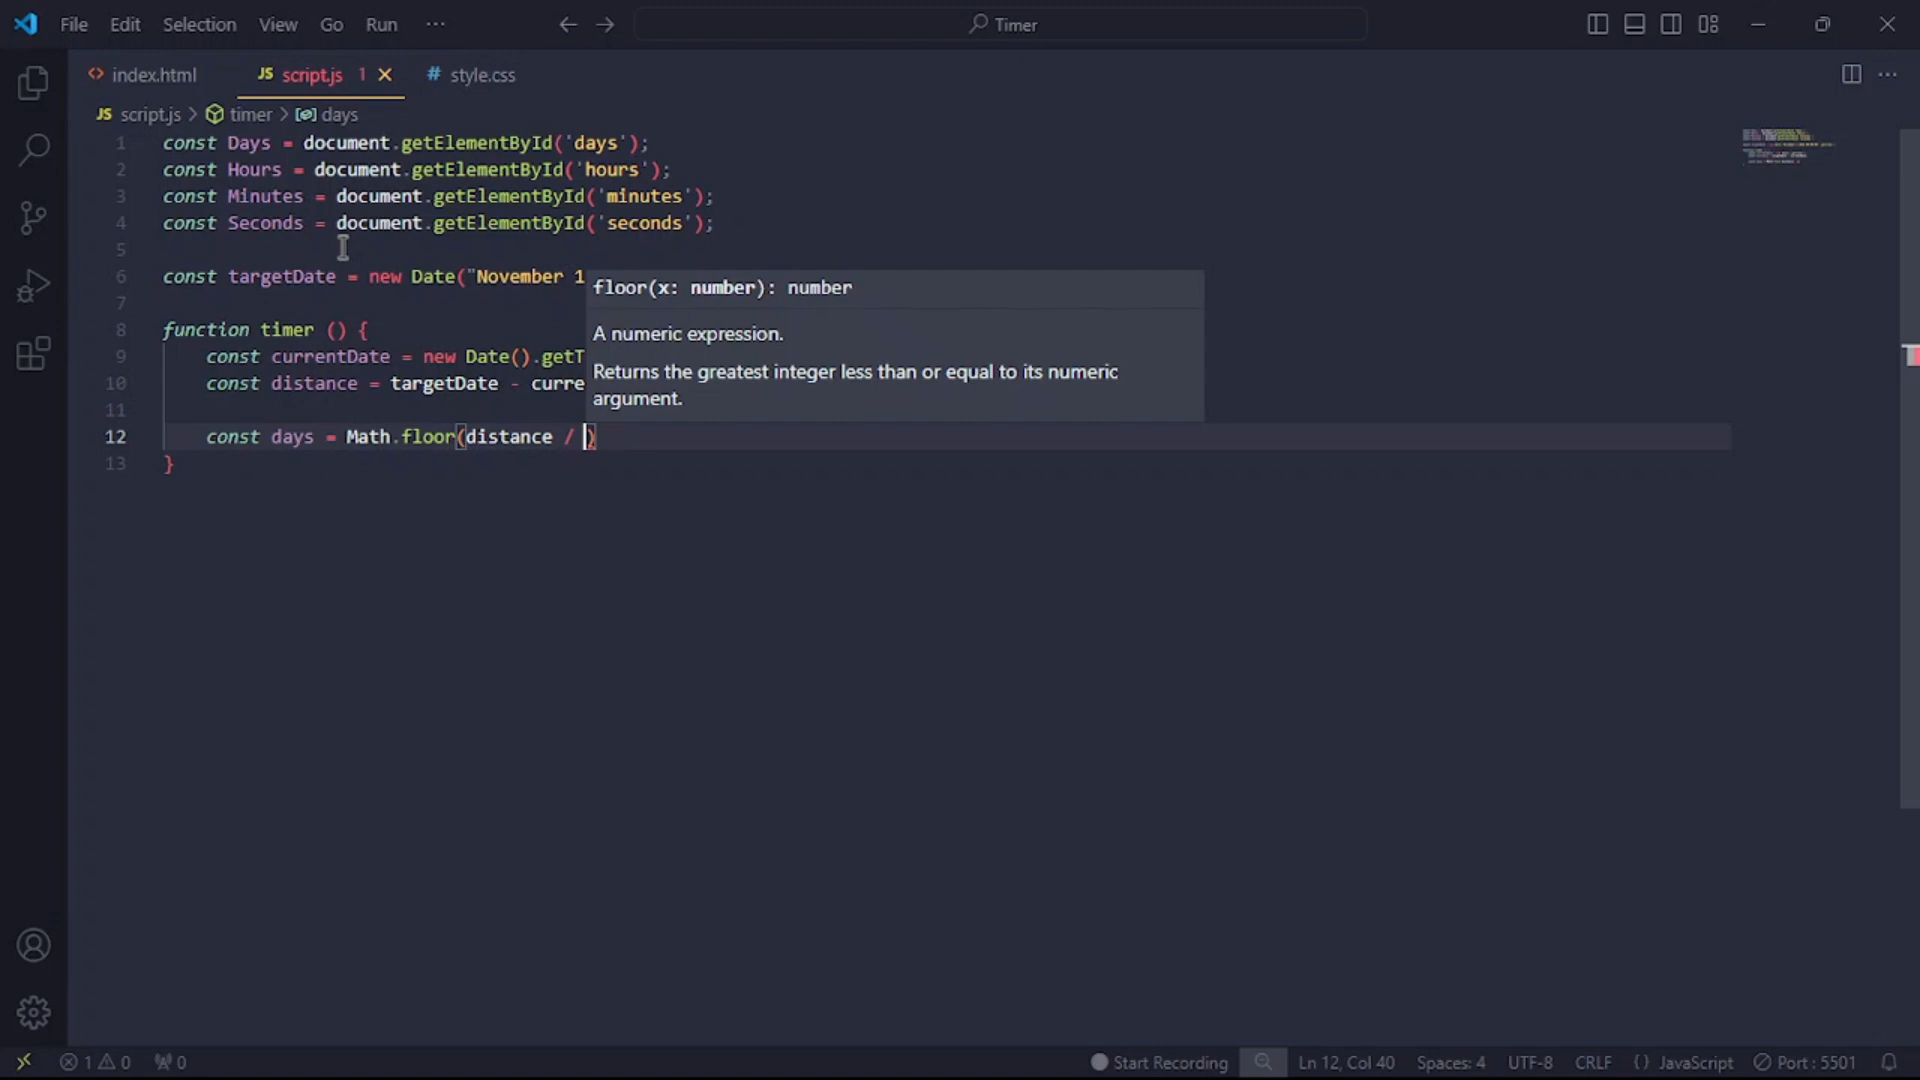 File Edit Selection View Go Run ··· Timer
index.html JS script.js 1 # style.css
JS script.js > timer > days
1 const Days = document.getElementById('days');
2 const Hours = document.getElementById('hours');
3 const Minutes = document.getElementById('minutes');
4 const Seconds = document.getElementById('seconds');
5
6 const targetDate = new Date("November 1
floor(x: number): number
7
A numeric expression.
8 function timer () {
9 const currentDate = new Date().getT
Returns the greatest integer less than or equal to its numeric
10 const distance = targetDate - curre
argument.
11
12 const days = Math.floor(distance / )
13 }
1 0 0 Start Recording Ln 12, Col 40 Spaces: 4 UTF-8 CRLF {} JavaScript Port : 5501